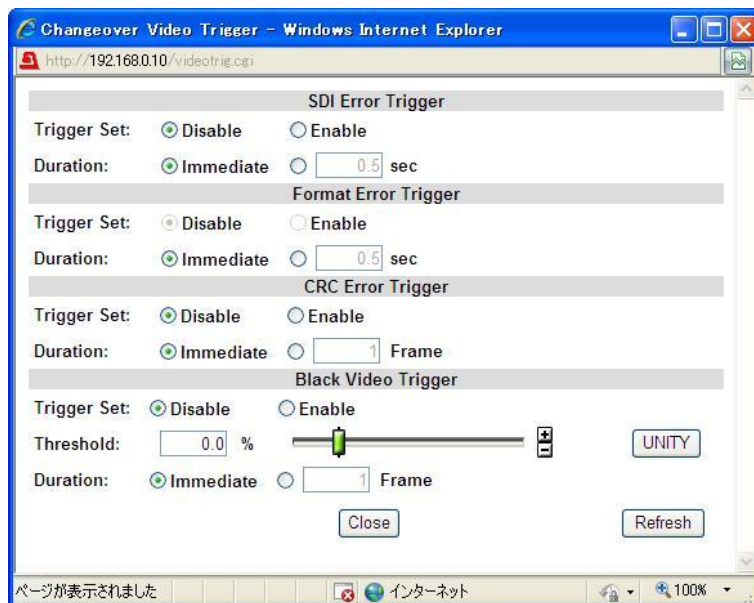 Changeover Video Trigger - Windows Internet Explorer
http://192.168.0.10/videotrig.cgi
SDI Error Trigger
Trigger Set: Disable Enable
Duration: Immediate 0.5 sec
Format Error Trigger
Trigger Set: Disable Enable
Duration: Immediate 0.5 sec
CRC Error Trigger
Trigger Set: Disable Enable
Duration: Immediate 1 Frame
Black Video Trigger
Trigger Set: Disable Enable
Threshold: 0.0 % + - UNITY
Duration: Immediate 1 Frame
Close Refresh
ページが表示されました インターネット 100%